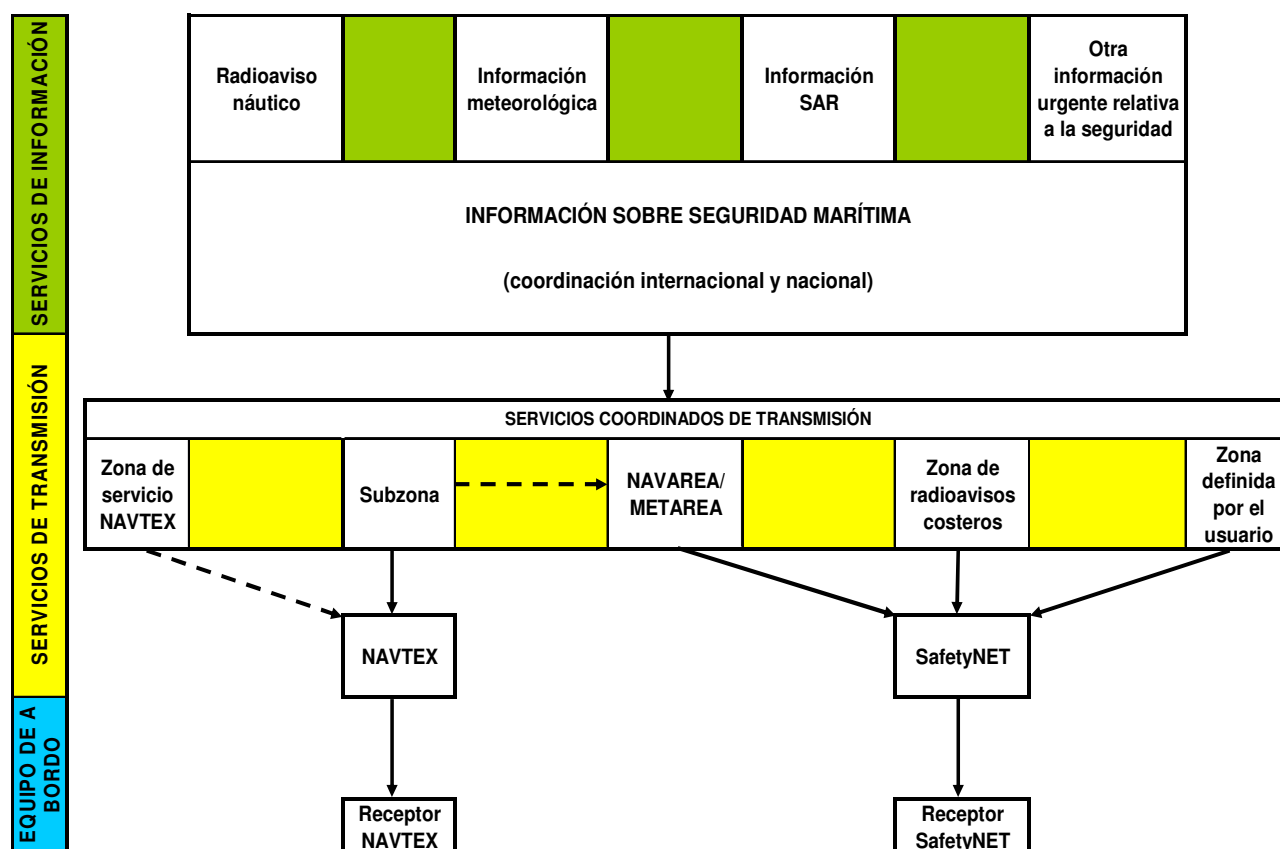 SERVICIOS DE INFORMACIÓN
Radioaviso
náutico
Información
meteorológica
Información
SAR
Otra
información
urgente relativa
a la seguridad
INFORMACIÓN SOBRE SEGURIDAD MARÍTIMA
(coordinación internacional y nacional)
SERVICIOS DE TRANSMISIÓN
SERVICIOS COORDINADOS DE TRANSMISIÓN
Zona de
servicio
NAVTEX
Subzona
NAVAREA/
METAREA
Zona de
radioavisos
costeros
Zona
definida
por el
usuario
NAVTEX
SafetyNET
EQUIPO DE A
BORDO
Receptor
NAVTEX
Receptor
SafetyNET